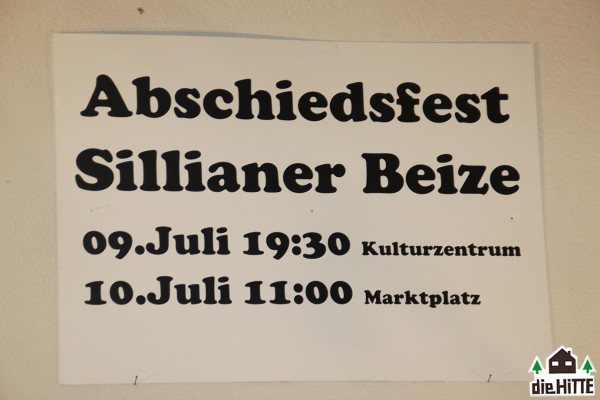 Abschiedsfest
Sillianer Beize
09.Juli 19:30 Kulturzentrum
10.Juli 11:00 Marktplatz
die.HiTTE